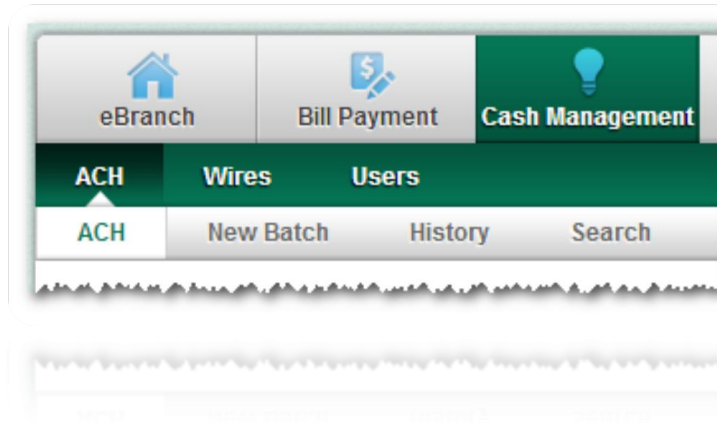 eBranch Bill Payment Cash Management
ACH Wires Users
ACH New Batch History Search